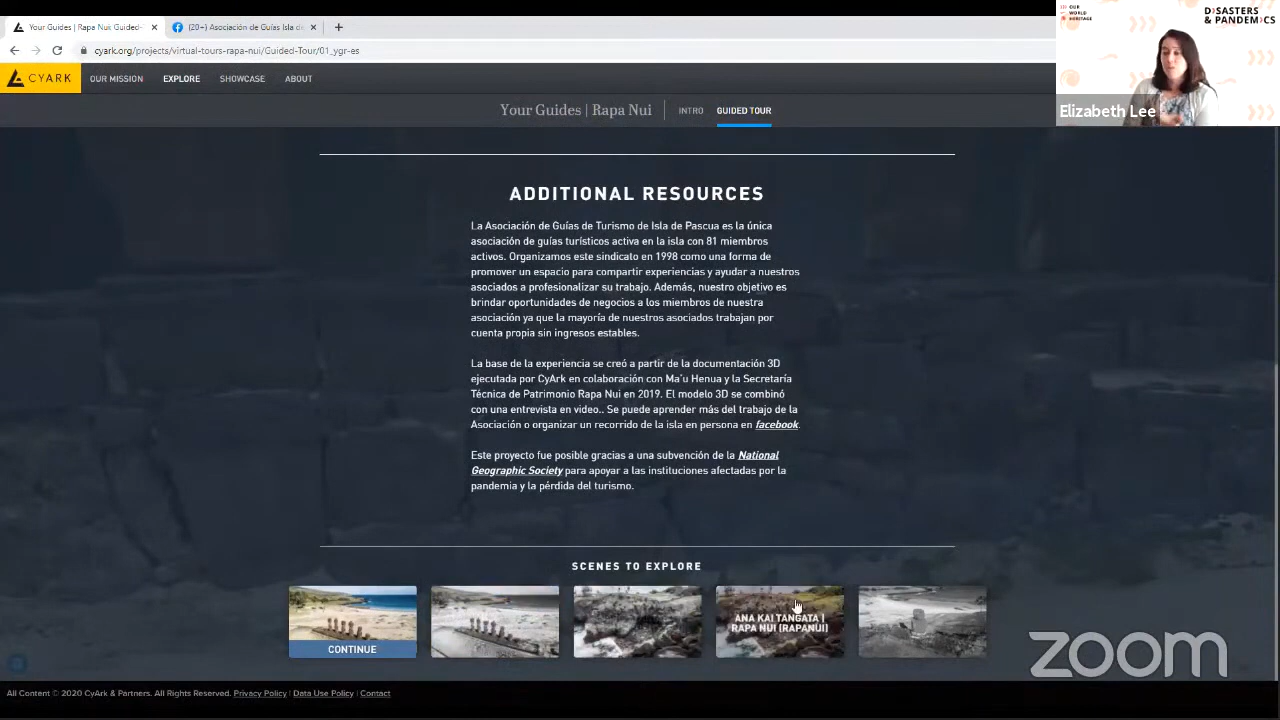 Your Guides | Rapa Nui Guided-
(20+) Asociación de Guías Isla d
cyark.org/projects/virtual-tours-rapa-nui/Guided-Tour/01_ygr-es
OUR WORLD HERITAGE
D>SASTERS & PANDEM>CS
CYARK
OUR MISSION
EXPLORE
SHOWCASE
ABOUT
Your Guides | Rapa Nui
INTRO
GUIDED TOUR
Elizabeth Lee
ADDITIONAL RESOURCES
La Asociación de Guías de Turismo de Isla de Pascua es la única
asociación de guías turísticos activa en la isla con 81 miembros
activos. Organizamos este sindicato en 1998 como una forma de
promover un espacio para compartir experiencias y ayudar a nuestros
asociados a profesionalizar su trabajo. Además, nuestro objetivo es
brindar oportunidades de negocios a los miembros de nuestra
asociación ya que la mayoría de nuestros asociados trabajan por
cuenta propia sin ingresos estables.
La base de la experiencia se creó a partir de la documentación 3D
ejecutada por CyArk en colaboración con Ma'u Henua y la Secretaría
Técnica de Patrimonio Rapa Nui en 2019. El modelo 3D se combinó
con una entrevista en video.. Se puede aprender más del trabajo de la
Asociación o organizar un recorrido de la isla en persona en facebook.
Este proyecto fue posible gracias a una subvención de la National
Geographic Society para apoyar a las instituciones afectadas por la
pandemia y la pérdida del turismo.
SCENES TO EXPLORE
CONTINUE
ANA KAI TANGATA |
RAPA NUI (RAPANUI)
zoom
All Content © 2020 CyArk & Partners. All Rights Reserved. Privacy Policy | Data Use Policy | Contact